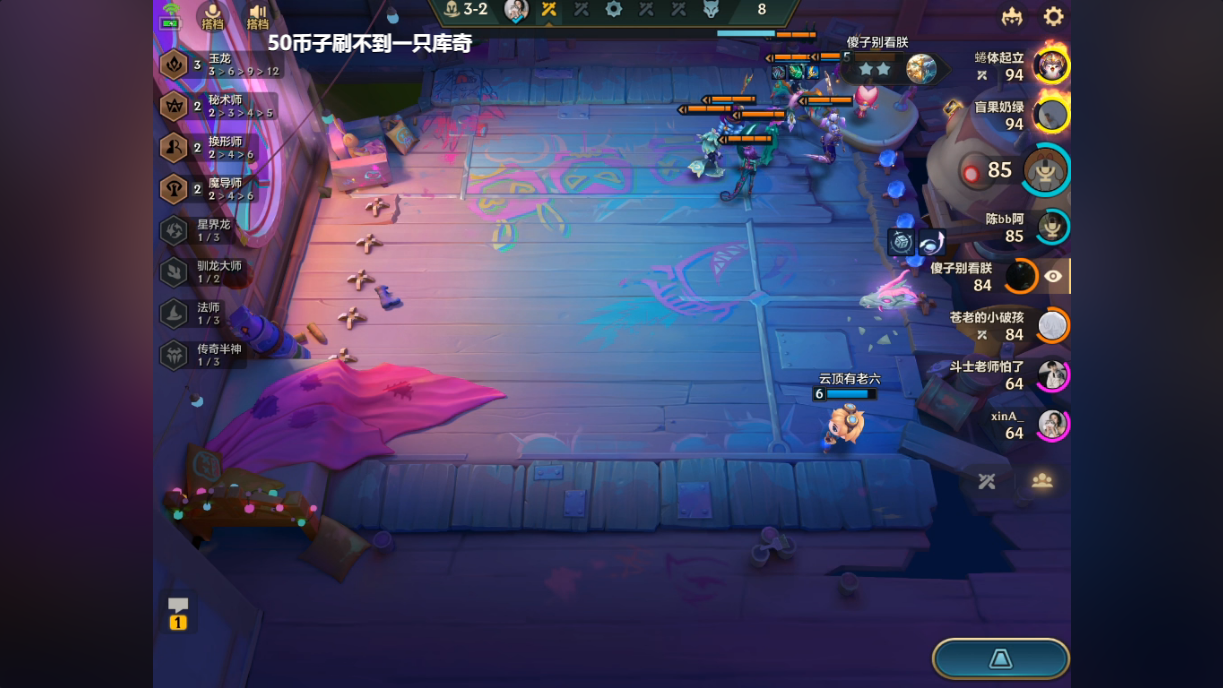 搭档
搭档
3-2
8
50币子刷不到一只库奇
3
玉龙
3 > 6 > 9 > 12
2
秘术师
2 > 3 > 4 > 5
2
换形师
2 > 4 > 6
2
魔导师
2 > 4 > 6
星界龙
1 / 3
驯龙大师
1 / 2
法师
1 / 3
传奇半神
1 / 3
傻子别看朕
5
云顶有老六
6
蜷体起立
94
盲果奶绿
94
85
陈bb阿
85
傻子别看朕
84
苍老的小破孩
84
斗士老师怕了
64
xinA_
64
1